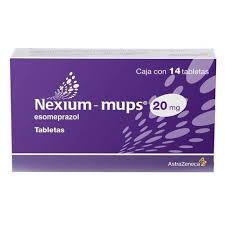 Caja con 14 tabletas
Nexium-mups® 20 mg
esomeprazol
Tabletas
AstraZeneca